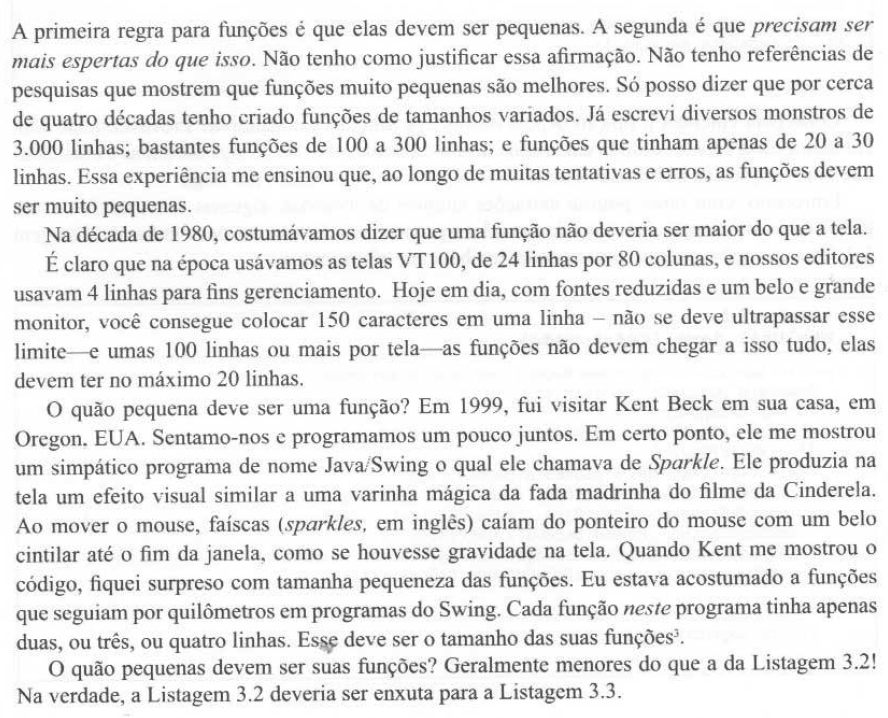 A primeira regra para funções é que elas devem ser pequenas. A segunda é que precisam ser
mais espertas do que isso. Não tenho como justificar essa afirmação. Não tenho referências de
pesquisas que mostrem que funções muito pequenas são melhores. Só posso dizer que por cerca
de quatro décadas tenho criado funções de tamanhos variados. Já escrevi diversos monstros de
3.000 linhas; bastantes funções de 100 a 300 linhas; e funções que tinham apenas de 20 a 30
linhas. Essa experiência me ensinou que, ao longo de muitas tentativas e erros, as funções devem
ser muito pequenas.
Na década de 1980, costumávamos dizer que uma função não deveria ser maior do que a tela.
É claro que na época usávamos as telas VT100, de 24 linhas por 80 colunas, e nossos editores
usavam 4 linhas para fins gerenciamento. Hoje em dia, com fontes reduzidas e um belo e grande
monitor, você consegue colocar 150 caracteres em uma linha – não se deve ultrapassar esse
limite—e umas 100 linhas ou mais por tela—as funções não devem chegar a isso tudo, elas
devem ter no máximo 20 linhas.
O quão pequena deve ser uma função? Em 1999, fui visitar Kent Beck em sua casa, em
Oregon, EUA. Sentamo-nos e programamos um pouco juntos. Em certo ponto, ele me mostrou
um simpático programa de nome Java/Swing o qual ele chamava de Sparkle. Ele produzia na
tela um efeito visual similar a uma varinha mágica da fada madrinha do filme da Cinderela.
Ao mover o mouse, faíscas (sparkles, em inglês) caíam do ponteiro do mouse com um belo
cintilar até o fim da janela, como se houvesse gravidade na tela. Quando Kent me mostrou o
código, fiquei surpreso com tamanha pequeneza das funções. Eu estava acostumado a funções
que seguiam por quilômetros em programas do Swing. Cada função neste programa tinha apenas
duas, ou três, ou quatro linhas. Esse deve ser o tamanho das suas funções³.
O quão pequenas devem ser suas funções? Geralmente menores do que a da Listagem 3.2!
Na verdade, a Listagem 3.2 deveria ser enxuta para a Listagem 3.3.